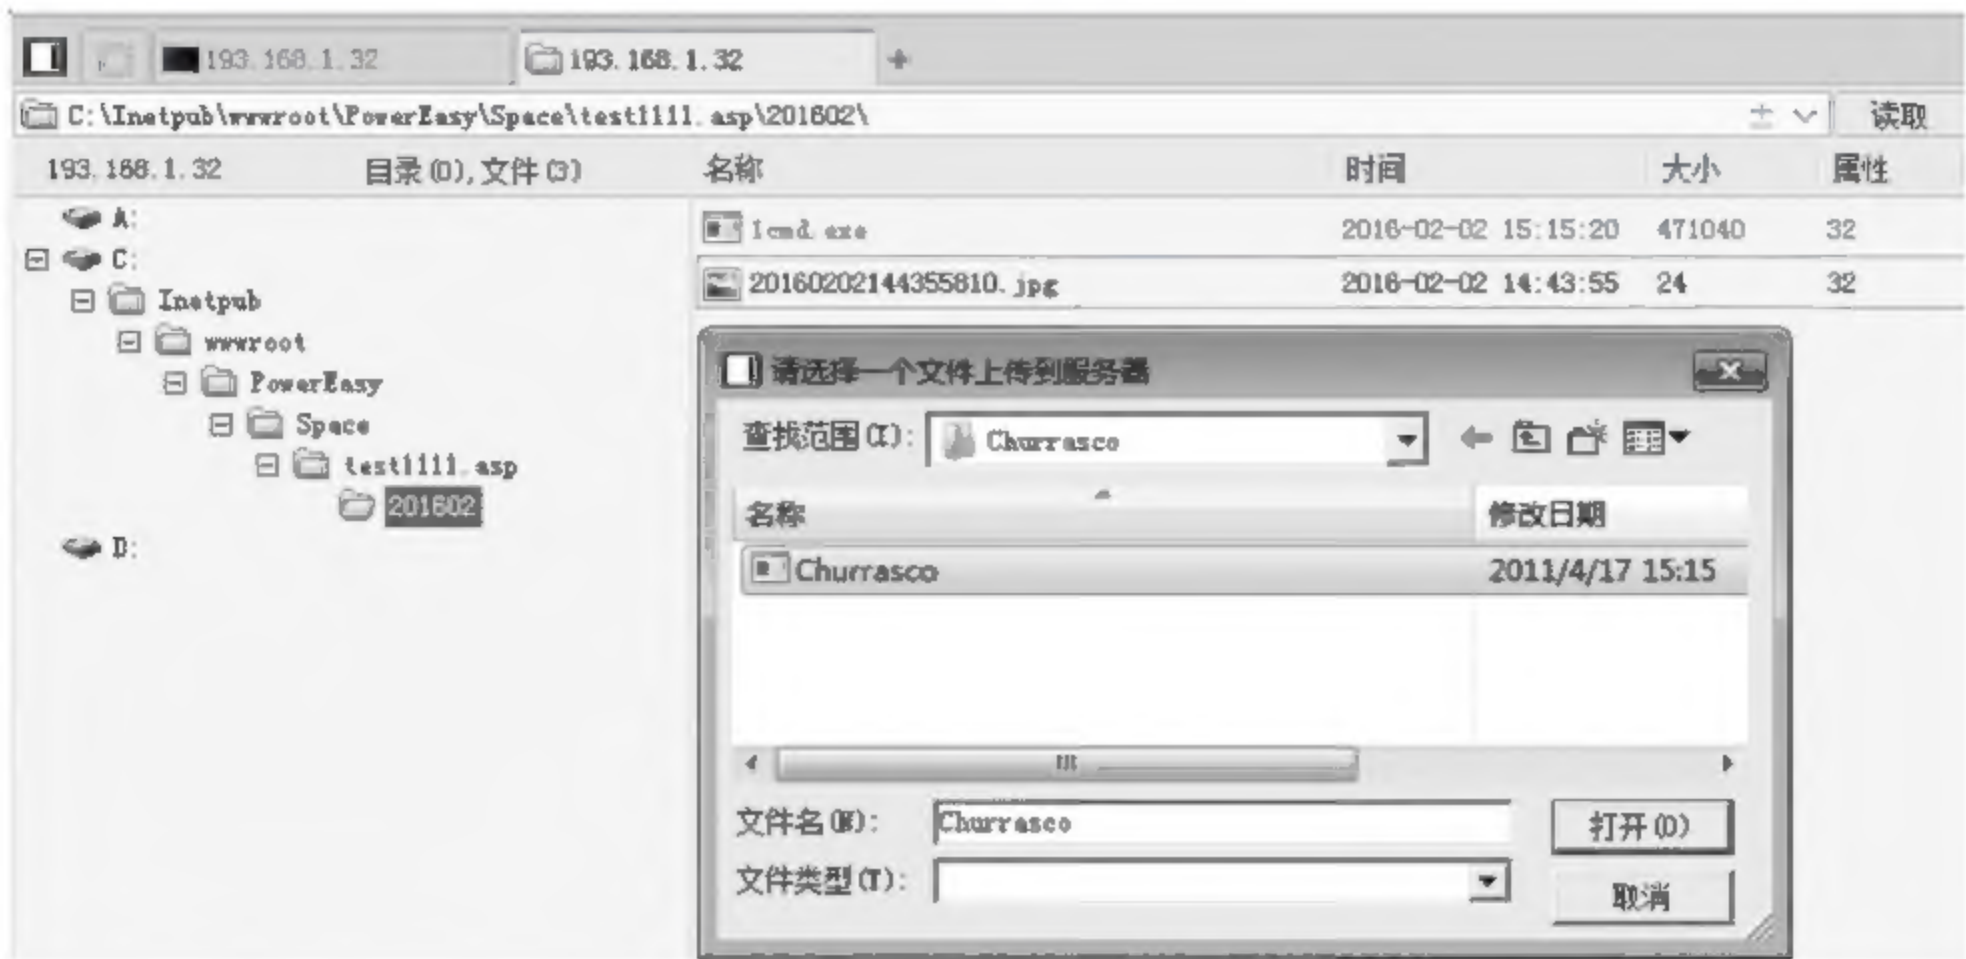 193.168.1.32 193.168.1.32 +
C:\Inetpub\wwwroot\PowerEasy\Space\test1111.asp\201602\ 读取
193.168.1.32 目录(0),文件(3) 名称 时间 大小 属性
A:
1cmd.exe 2016-02-02 15:15:20 471040 32
C:
20160202144355810.jpg 2016-02-02 14:43:55 24 32
Inetpub
wwwroot
PowerEasy
Space
test1111.asp
201602
D:
请选择一个文件上传到服务器
查找范围(I): Churrasco
名称 修改日期
Churrasco 2011/4/17 15:15
文件名(N): Churrasco 打开(O)
文件类型(T): 取消